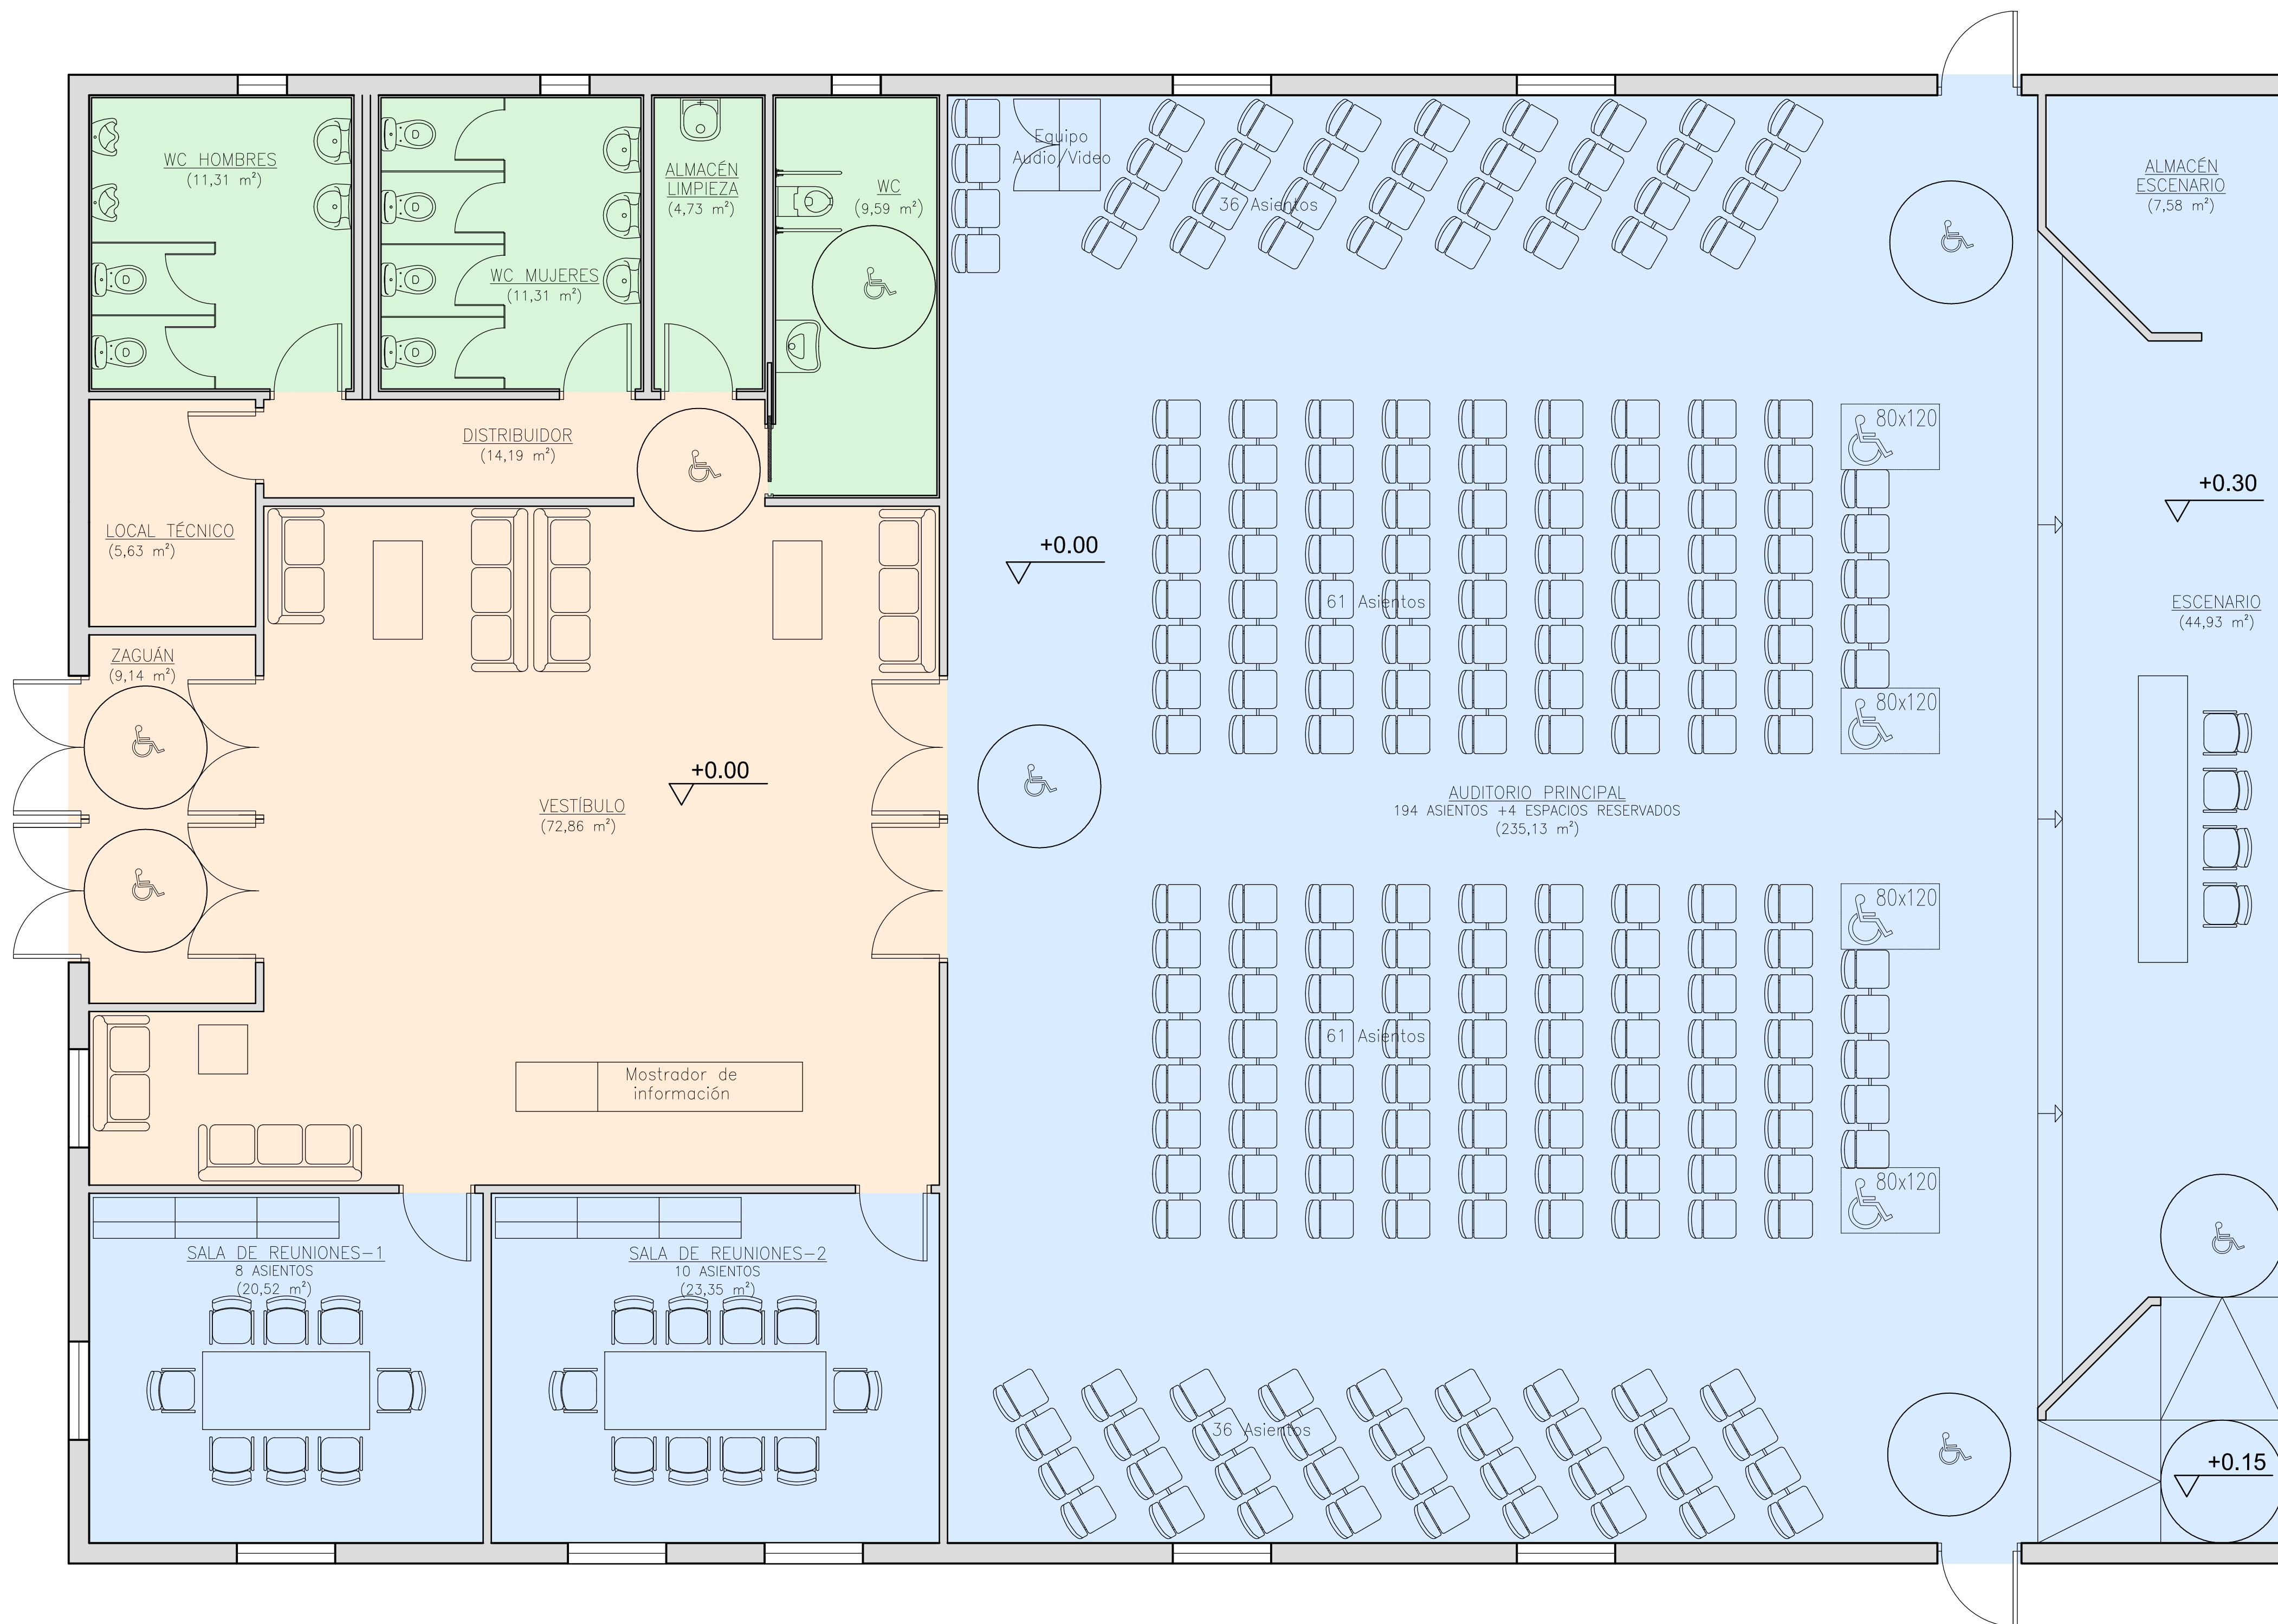 WC HOMBRES
(11,31 m²)
WC MUJERES
(11,31 m²)
ALMACÉN
LIMPIEZA
(4,73 m²)
WC
(9,59 m²)
Equipo
Audio/Video
36 Asientos
ALMACÉN
ESCENARIO
(7,58 m²)
DISTRIBUIDOR
(14,19 m²)
LOCAL TÉCNICO
(5,63 m²)
80x120
+0.30
+0.00
61 Asientos
ESCENARIO
(44,93 m²)
ZAGUÁN
(9,14 m²)
80x120
+0.00
VESTÍBULO
(72,86 m²)
AUDITORIO PRINCIPAL
194 ASIENTOS +4 ESPACIOS RESERVADOS
(235,13 m²)
80x120
61 Asientos
Mostrador de
información
80x120
SALA DE REUNIONES-1
8 ASIENTOS
(20,52 m²)
SALA DE REUNIONES-2
10 ASIENTOS
(23,35 m²)
36 Asientos
+0.15